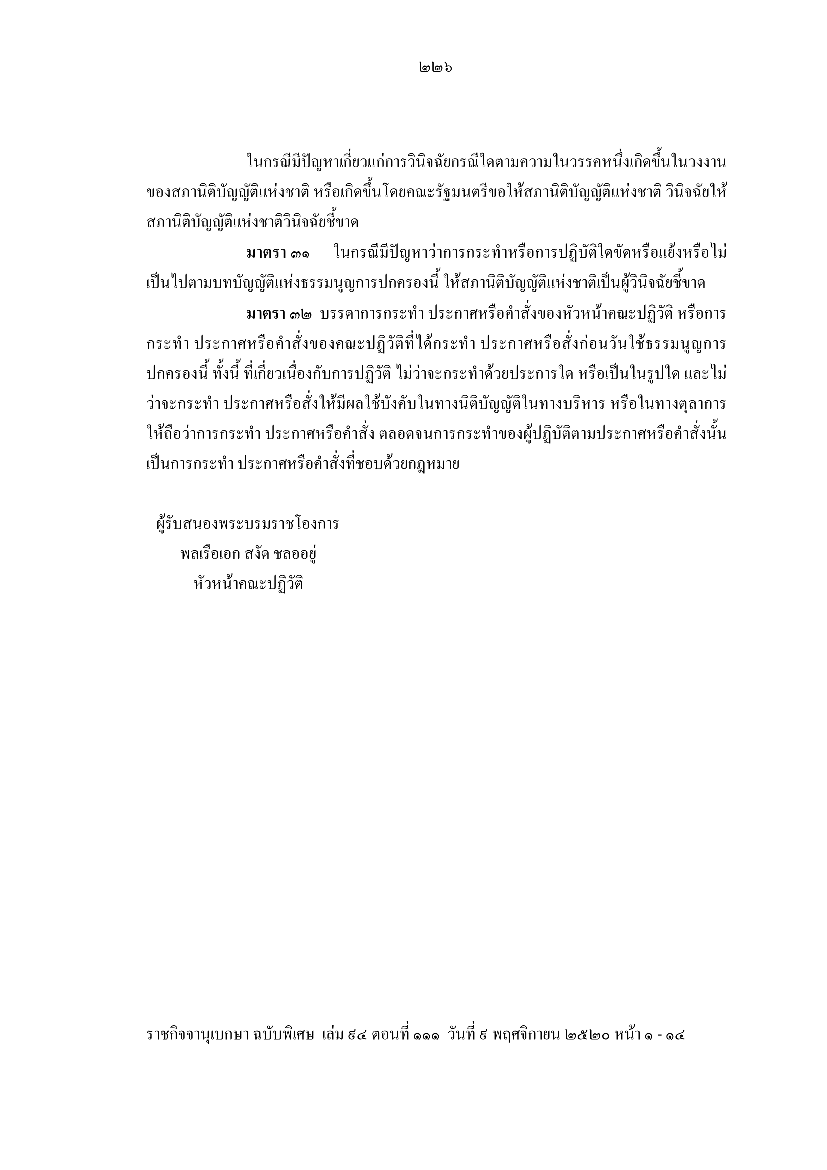 ๒๒๖
ในกรณีมีปัญหาเกี่ยวแก่การวินิจฉัยกรณีใดตามความในวรรคหนึ่งเกิดขึ้นในวงงาน
ของสภานิติบัญญัติแห่งชาติ หรือเกิดขึ้นโดยคณะรัฐมนตรีขอให้สภานิติบัญญัติแห่งชาติ วินิจฉัยให้
สภานิติบัญญัติแห่งชาติวินิจฉัยชี้ขาด
มาตรา ๓๑ ในกรณีมีปัญหาว่าการกระทำหรือการปฏิบัติใดขัดหรือแย้งหรือไม่
เป็นไปตามบทบัญญัติแห่งธรรมนูญการปกครองนี้ ให้สภานิติบัญญัติแห่งชาติเป็นผู้วินิจฉัยชี้ขาด
มาตรา ๓๒ บรรดาการกระทำ ประกาศหรือคำสั่งของหัวหน้าคณะปฏิวัติ หรือการ
กระทำ ประกาศหรือคำสั่งของคณะปฏิวัติที่ได้กระทำ ประกาศหรือสั่งก่อนวันใช้ธรรมนูญการ
ปกครองนี้ ทั้งนี้ ที่เกี่ยวเนื่องกับการปฏิวัติ ไม่ว่าจะกระทำด้วยประการใด หรือเป็นในรูปใด และไม่
ว่าจะกระทำ ประกาศหรือสั่งให้มีผลใช้บังคับในทางนิติบัญญัติในทางบริหาร หรือในทางตุลาการ
ให้ถือว่าการกระทำ ประกาศหรือคำสั่ง ตลอดจนการกระทำของผู้ปฏิบัติตามประกาศหรือคำสั่งนั้น
เป็นการกระทำ ประกาศหรือคำสั่งที่ชอบด้วยกฎหมาย
ผู้รับสนองพระบรมราชโองการ
พลเรือเอก สงัด ชลออยู่
หัวหน้าคณะปฏิวัติ
ราชกิจจานุเบกษา ฉบับพิเศษ เล่ม ๙๔ ตอนที่ ๑๑๑ วันที่ ๙ พฤศจิกายน ๒๕๒๐ หน้า ๑ - ๑๔